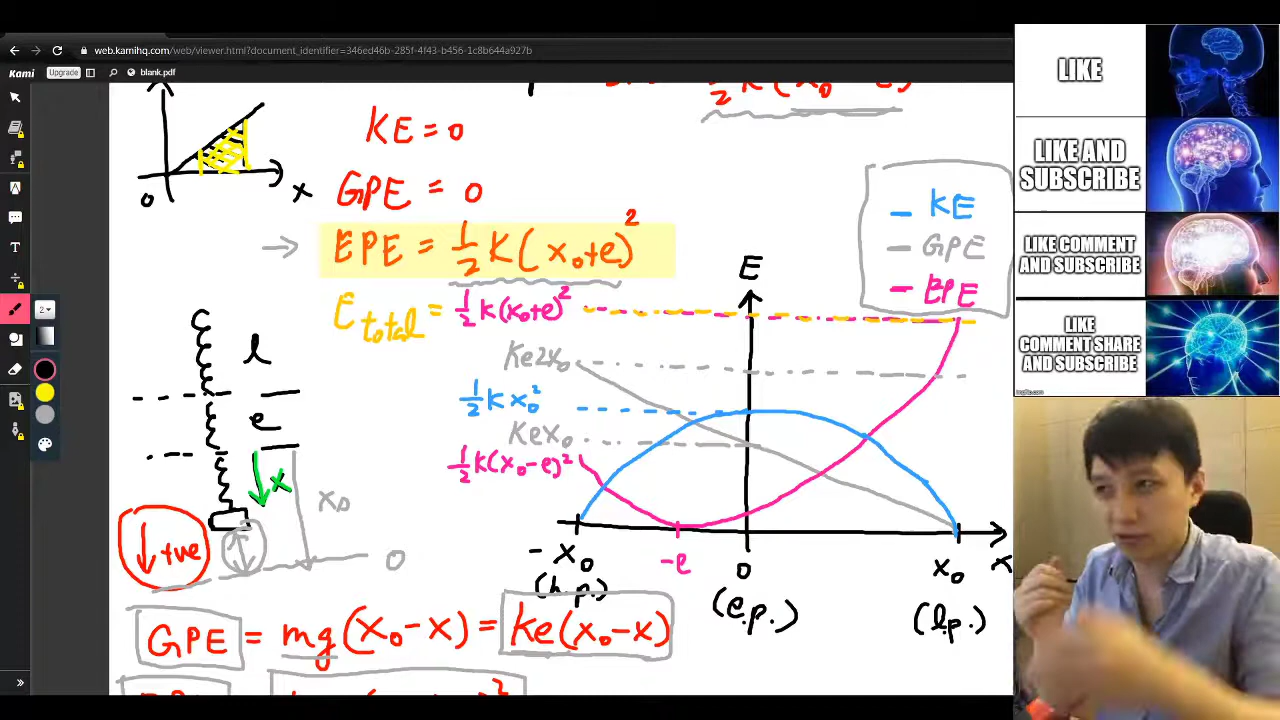 web.kamihq.com/web/viewer.html?document_identifier=346ed46b-285f-4f43-b456-1c8b644a927b
Kami
Upgrade
blank.pdf
x
0
KE = 0
GPE = 0
EPE = ½K(x₀+e)²
E total = ½K(x₀+e)²
KE
GPE
EPE
E
Ke2x₀
½Kx₀²
Kex₀
½K(x₀-e)²
-x₀
(h.p.)
-e
0
(e.p.)
x₀
(l.p.)
x
l
e
x
x₀
0
↓ +ve
GPE = mg(x₀-x) = Ke(x₀-x)
LIKE
LIKE AND
SUBSCRIBE
LIKE COMMENT
AND SUBSCRIBE
LIKE
COMMENT SHARE
AND SUBSCRIBE